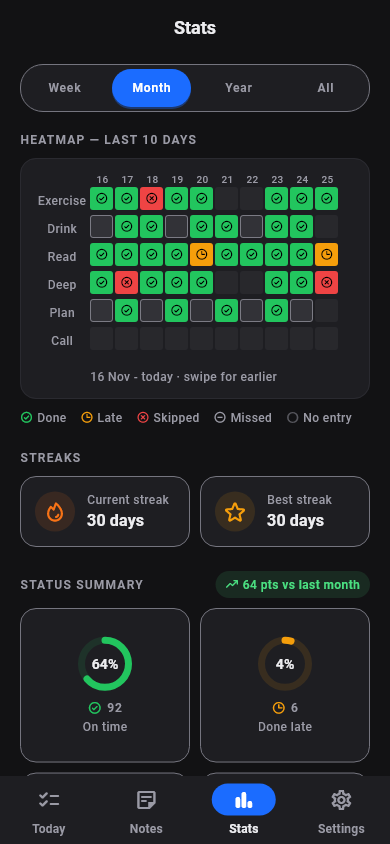 Stats
Week Month Year All
HEATMAP — LAST 10 DAYS
16 17 18 19 20 21 22 23 24 25
Exercise
Drink
Read
Deep
Plan
Call
16 Nov - today · swipe for earlier
Done Late Skipped Missed No entry
STREAKS
Current streak
30 days
Best streak
30 days
STATUS SUMMARY
64 pts vs last month
64%
92
On time
4%
6
Done late
Today Notes Stats Settings